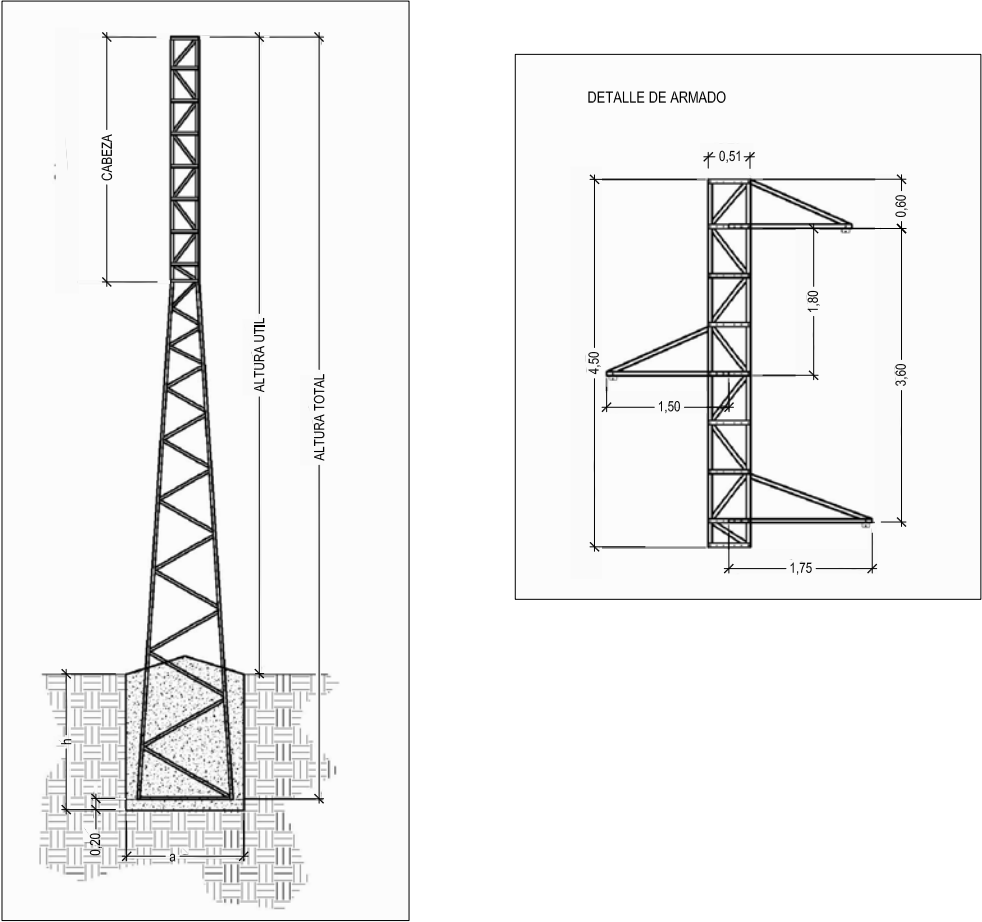 CABEZA
ALTURA UTIL
ALTURA TOTAL
h
0,20
a
DETALLE DE ARMADO
0,51
0,60
1,80
4,50
3,60
1,50
1,75